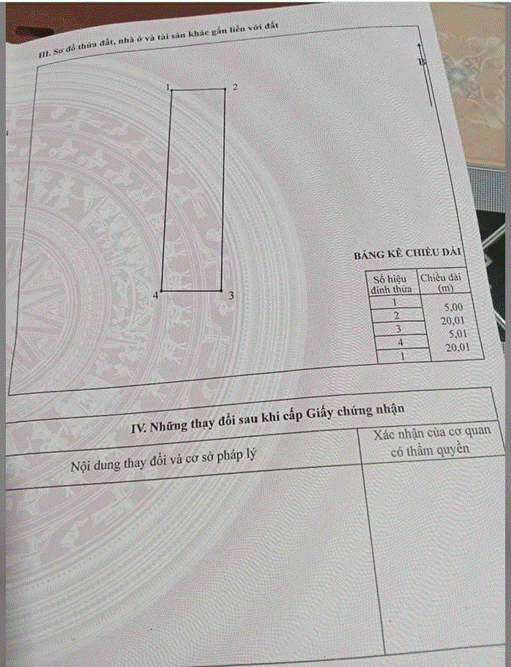 III. Sơ đồ thửa đất, nhà ở và tài sản khác gắn liền với đất
B
1
2
4
3
BẢNG KÊ CHIỀU DÀI
Số hiệu đỉnh thửa
Chiều dài (m)
1
5,00
2
20,01
3
5,01
4
20,01
1
IV. Những thay đổi sau khi cấp Giấy chứng nhận
Nội dung thay đổi và cơ sở pháp lý
Xác nhận của cơ quan
có thẩm quyền